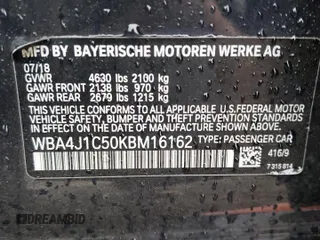 MFD BY BAYERISCHE MOTOREN WERKE AG
07/18
GVWR 4630 lbs 2100 kg
GAWR FRONT 2138 lbs 970 kg
GAWR REAR 2679 lbs 1215 kg
THIS VEHICLE CONFORMS TO ALL APPLICABLE FEDERAL MOTOR
VEHICLE SAFETY, BUMPER, AND THEFT PREVENTION STANDARDS
IN EFFECT ON THE DATE OF MANUFACTURE SHOWN ABOVE.
WBA4J1C50KBM16162 TYPE: PASSENGER CAR
416/9
7 315 814
DREAMBID